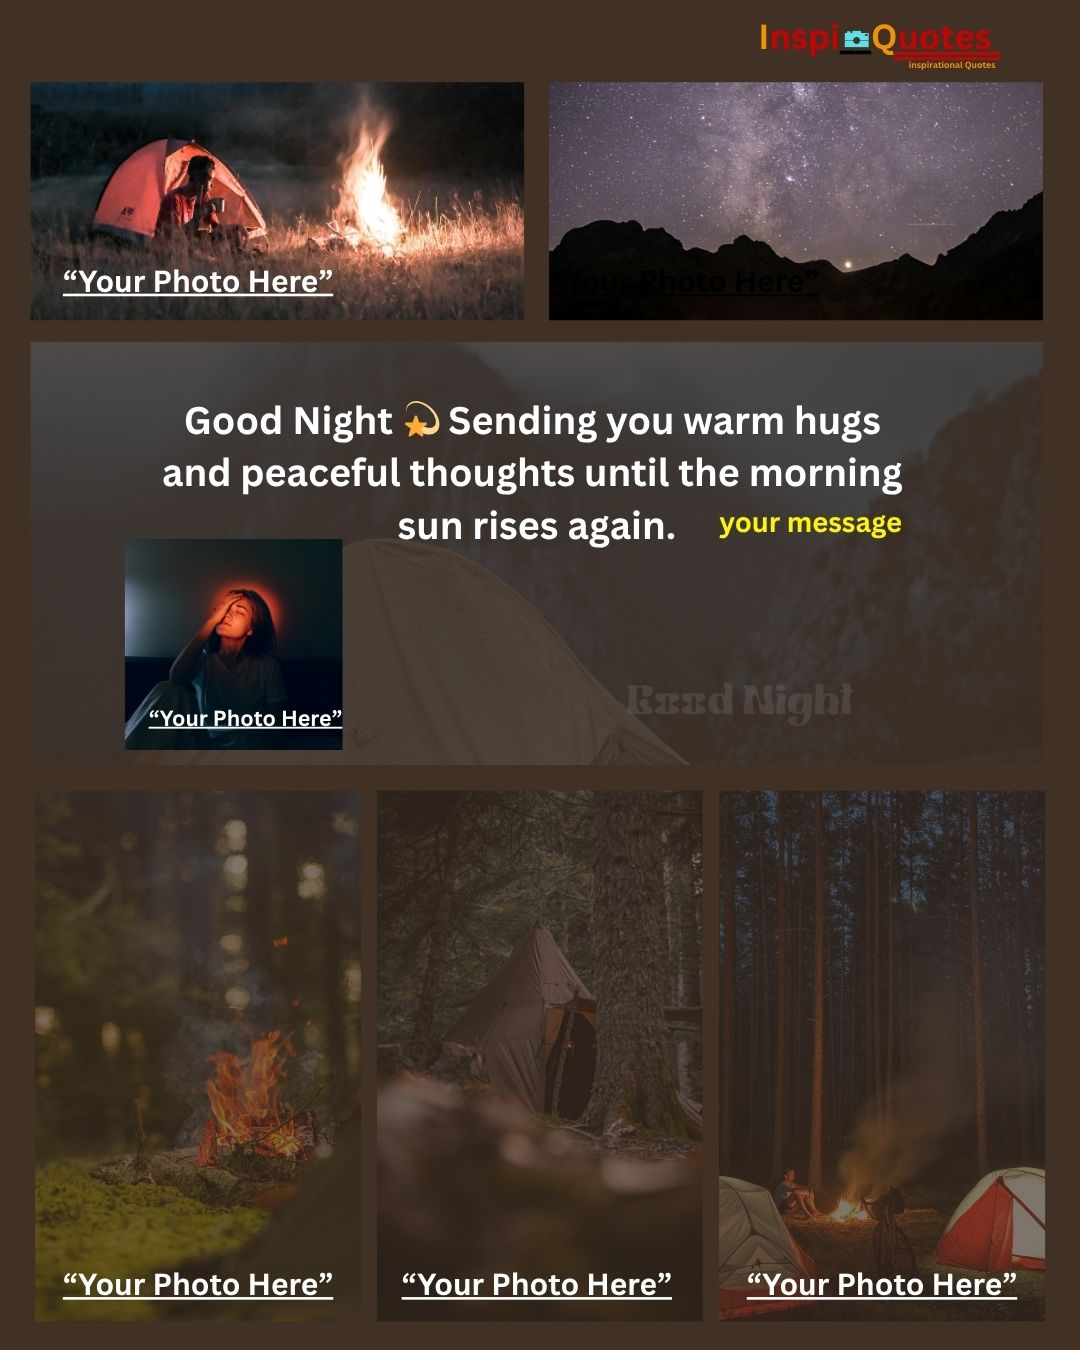 InspiQuotes
inspirational Quotes
“Your Photo Here”
“Your Photo Here”
Good Night 💫 Sending you warm hugs
and peaceful thoughts until the morning
sun rises again.
your message
“Your Photo Here”
Good Night
“Your Photo Here”
“Your Photo Here”
“Your Photo Here”